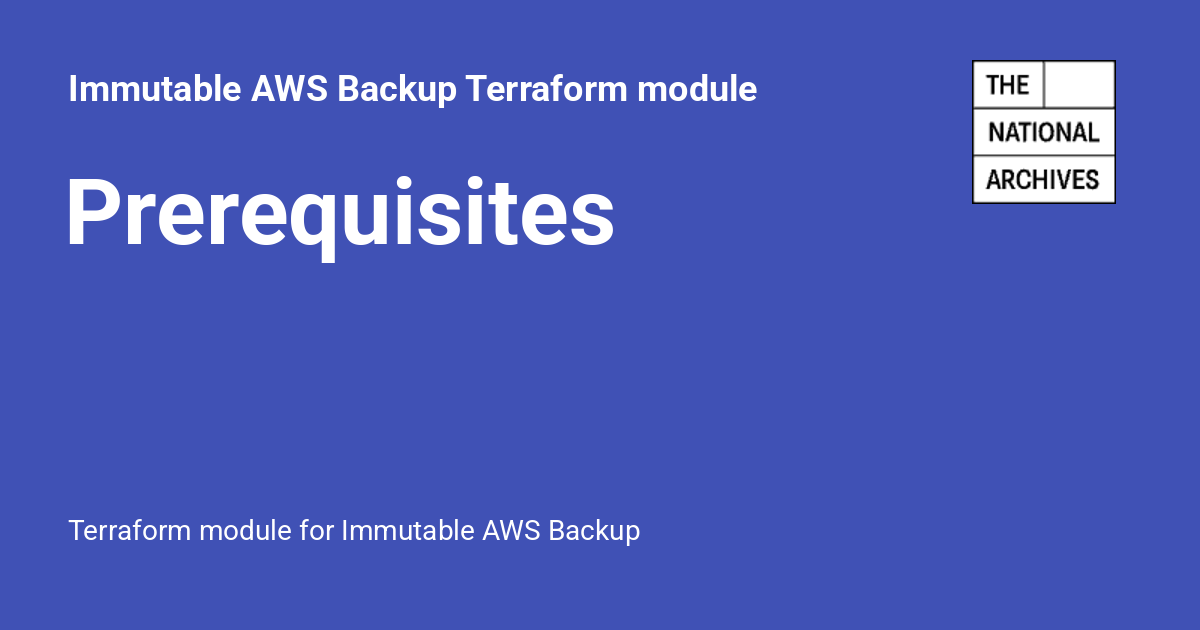 Immutable AWS Backup Terraform module
THE
NATIONAL
ARCHIVES
Prerequisites
Terraform module for Immutable AWS Backup